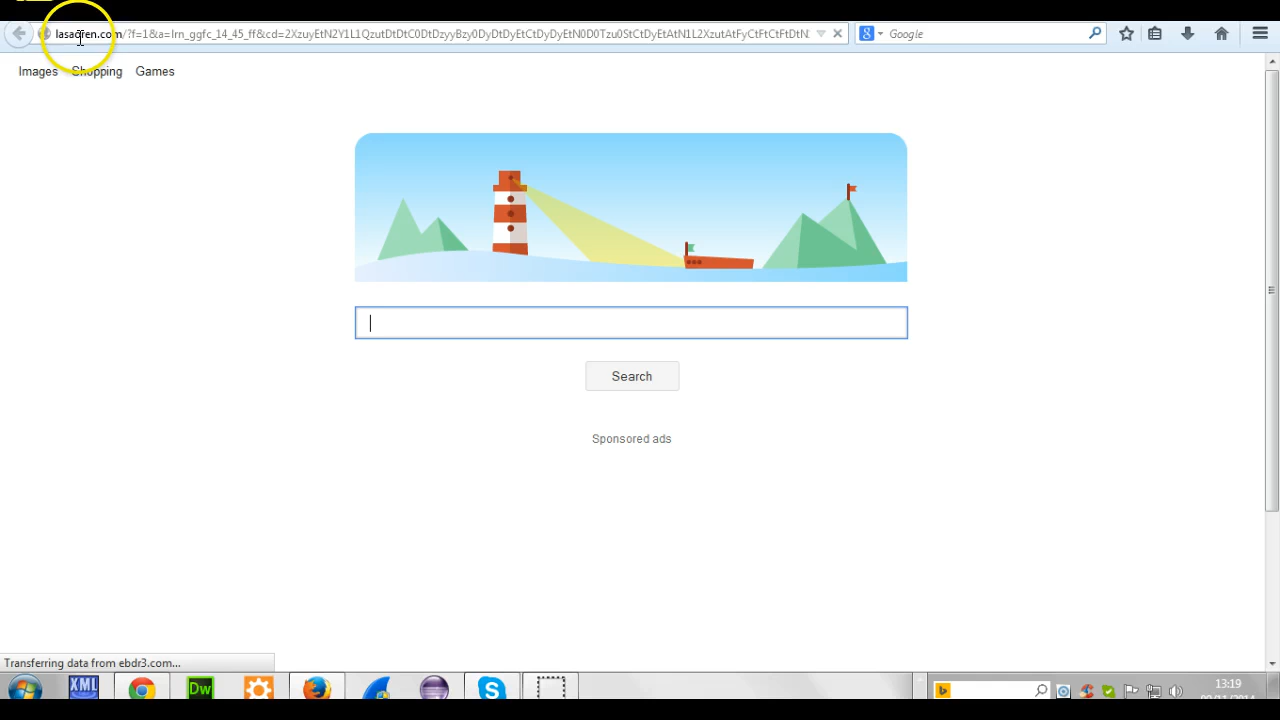 lasaoren.com/?f=1&a=lrn_ggfc_14_45_ff&cd=2XzuyEtN2Y1L1QzutDtDtC0DtDzyyBzy0DyDtDyEtCtDyDyEtN0D0Tzu0StCtDyEtAtN1L2XzutAtFyCtFtCtFtDtN
Google
Images Shopping Games
Search
Sponsored ads
Transferring data from ebdr3.com...
XML
Dw
13:19